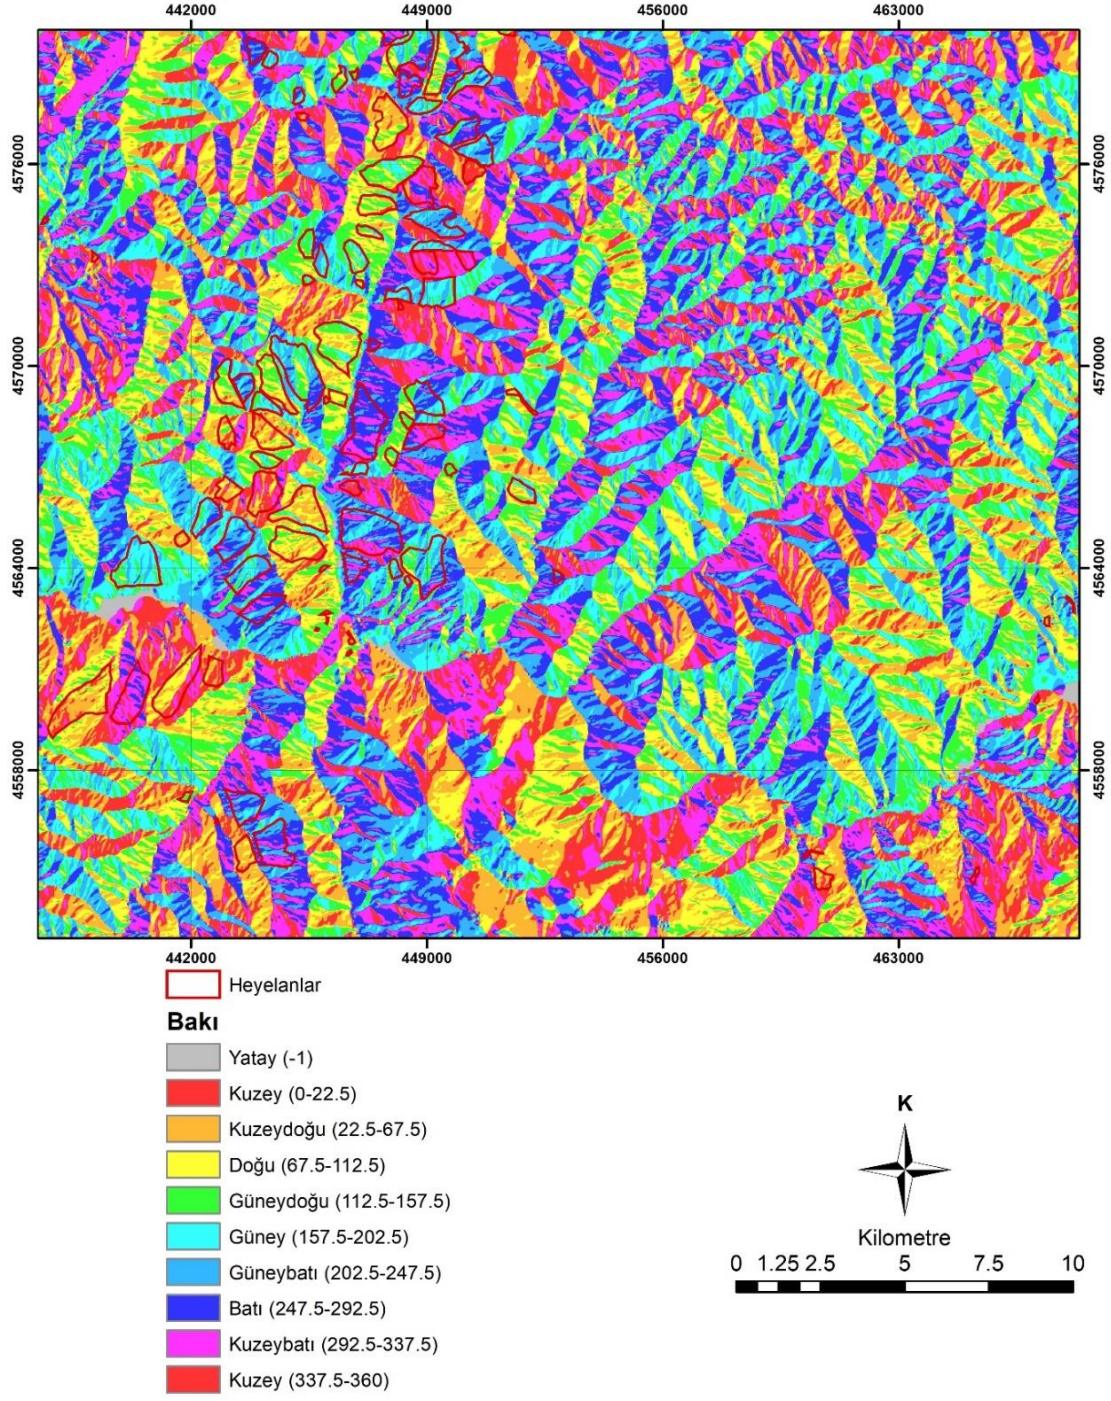 442000 449000 456000 463000
4576000 4576000
4570000 4570000
4564000 4564000
4558000 4558000
442000 449000 456000 463000
Heyelanlar
Bakı
Yatay (-1)
Kuzey (0-22.5)
Kuzeydoğu (22.5-67.5)
Doğu (67.5-112.5)
Güneydoğu (112.5-157.5)
Güney (157.5-202.5)
Güneybatı (202.5-247.5)
Batı (247.5-292.5)
Kuzeybatı (292.5-337.5)
Kuzey (337.5-360)
K
Kilometre
0 1.25 2.5 5 7.5 10